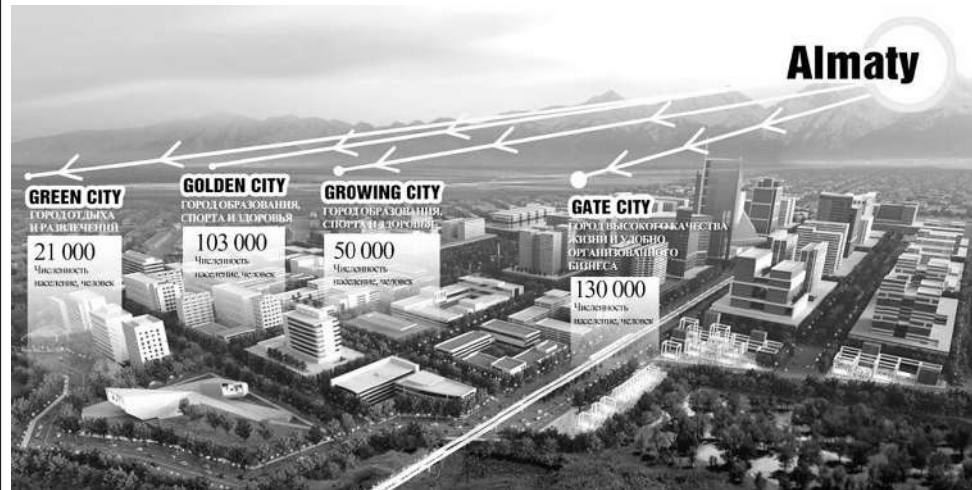 Almaty
GREEN CITY
ГОРОД ОТДЫХА
И РАЗВЛЕЧЕНИЙ
21 000
Численность
население, человек
GOLDEN CITY
ГОРОД ОБРАЗОВАНИЯ,
СПОРТА И ЗДОРОВЬЯ
103 000
Численность
население, человек
GROWING CITY
ГОРОД ОБРАЗОВАНИЯ,
СПОРТА И ЗДОРОВЬЯ
50 000
Численность
население, человек
GATE CITY
ГОРОД ВЫСОКОГО КАЧЕСТВА
ЖИЗНИ И УДОБНО
ОРГАНИЗОВАННОГО
БИЗНЕСА
130 000
Численность
население, человек